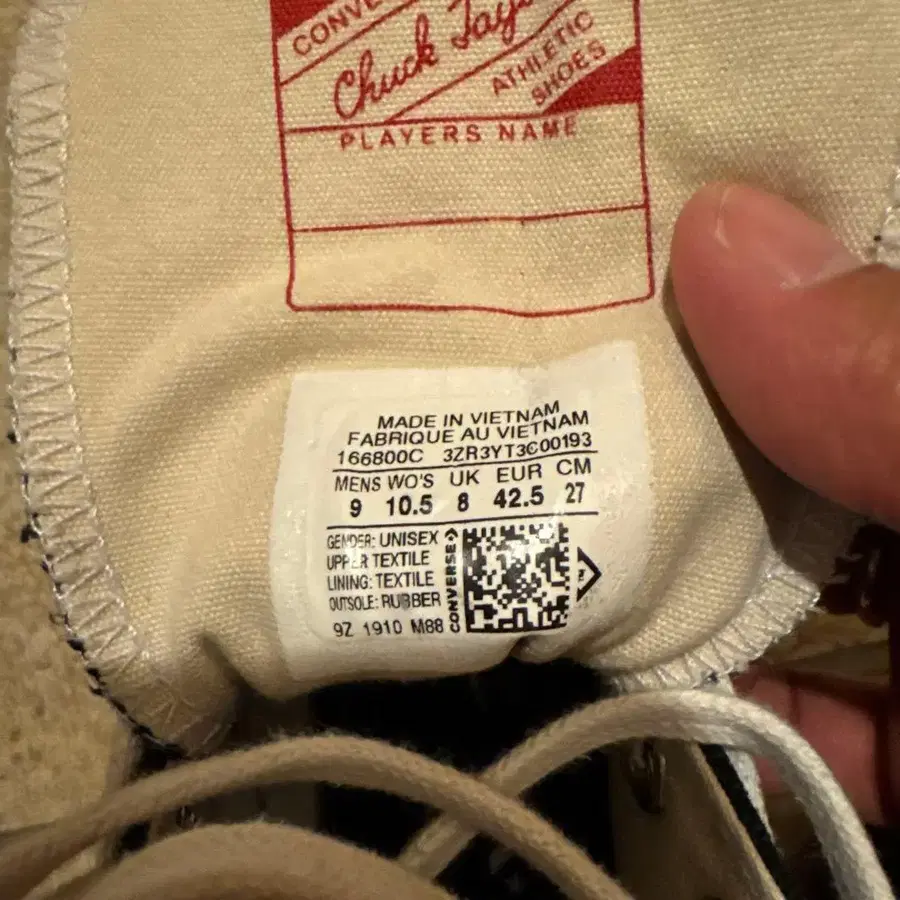 CONVE
Chuck Tayl
ATHLETIC
SHOES
PLAYERS NAME
MADE IN VIETNAM
FABRIQUE AU VIETNAM
166800C 3ZR3YT3C00193
MENS WO'S UK EUR CM
9 10.5 8 42.5 27
GENDER: UNISEX
UPPER TEXTILE
LINING: TEXTILE
OUTSOLE: RUBBER
9Z 1910 M88
CONVERSE
TM